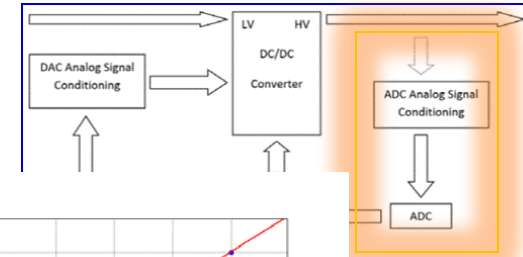 LV HV
DC/DC
Converter
DAC Analog Signal
Conditioning
ADC Analog Signal
Conditioning
ADC